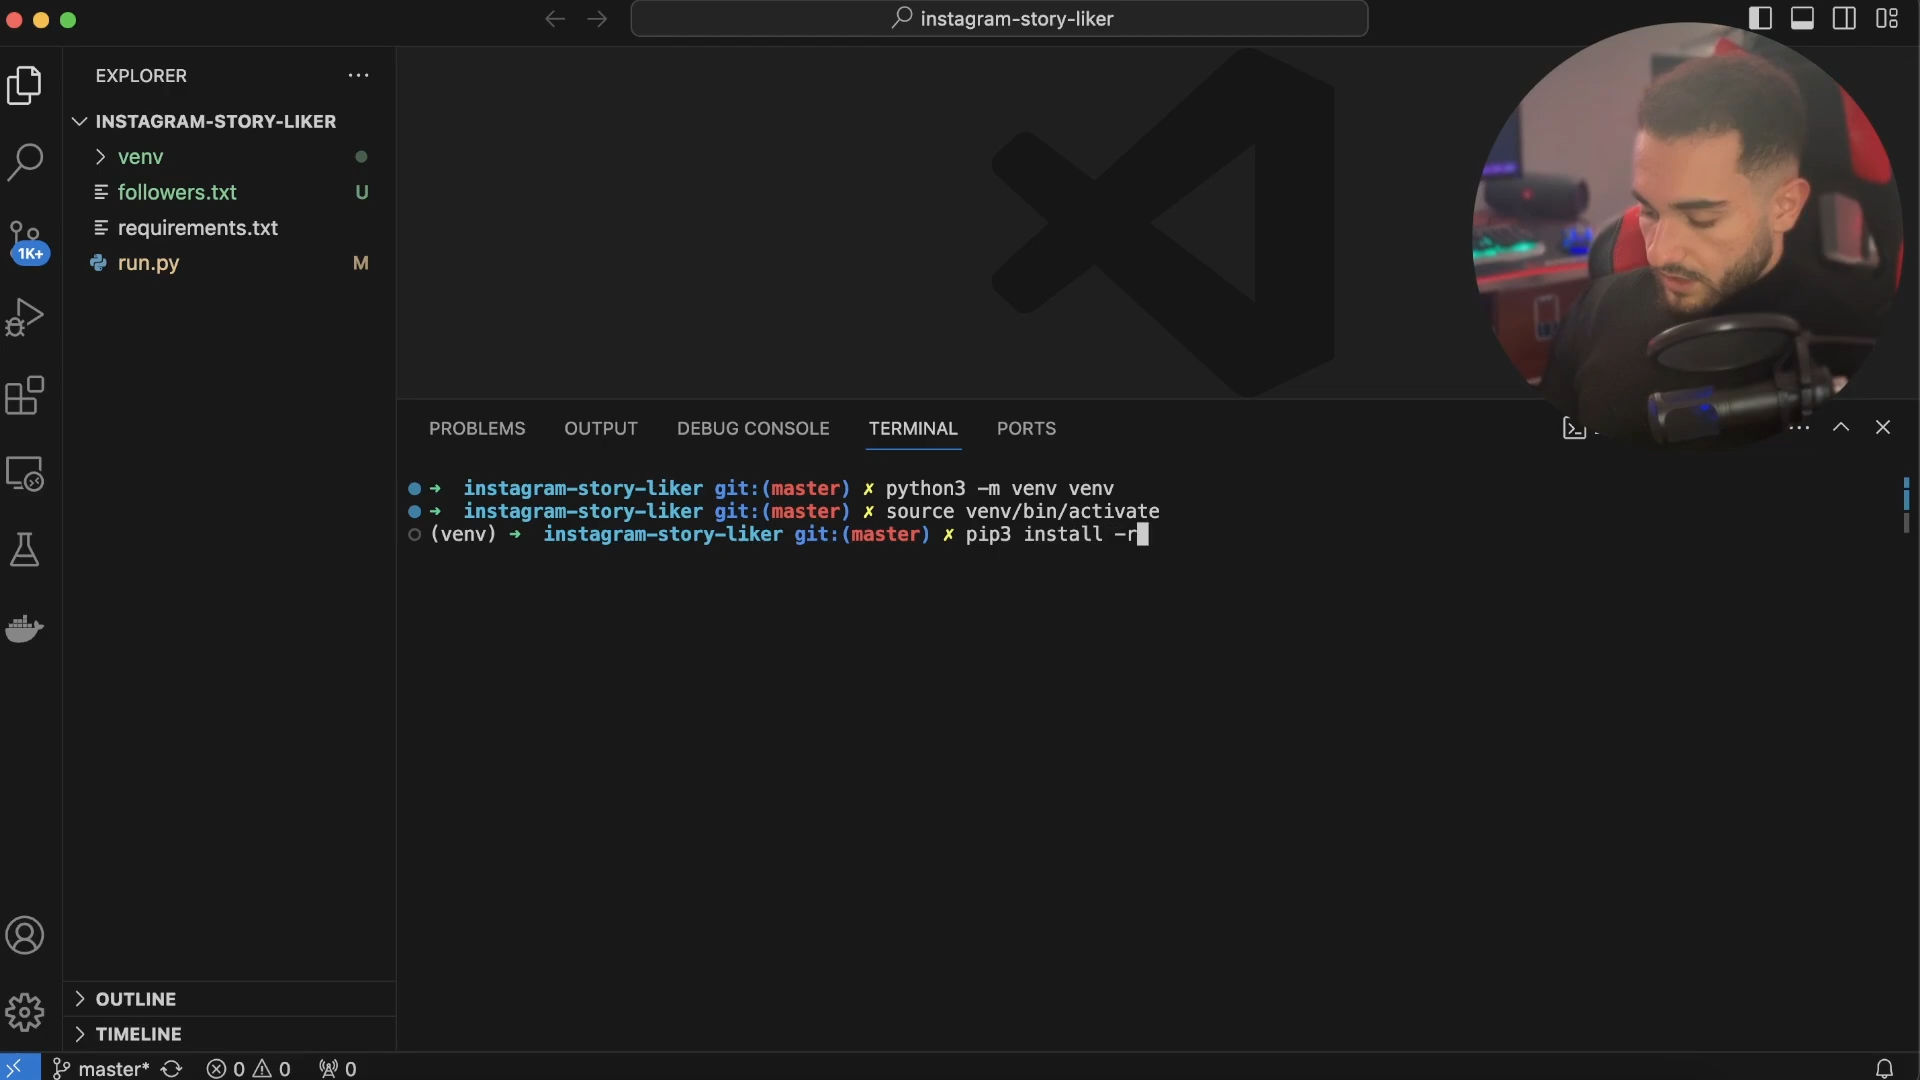 instagram-story-liker
EXPLORER
INSTAGRAM-STORY-LIKER
venv
followers.txt U
requirements.txt
1K+
run.py M
PROBLEMS OUTPUT DEBUG CONSOLE TERMINAL PORTS
➜ instagram-story-liker git:(master) ✗ python3 -m venv venv
➜ instagram-story-liker git:(master) ✗ source venv/bin/activate
(venv) ➜ instagram-story-liker git:(master) ✗ pip3 install -r
OUTLINE
TIMELINE
master* 0 0 0